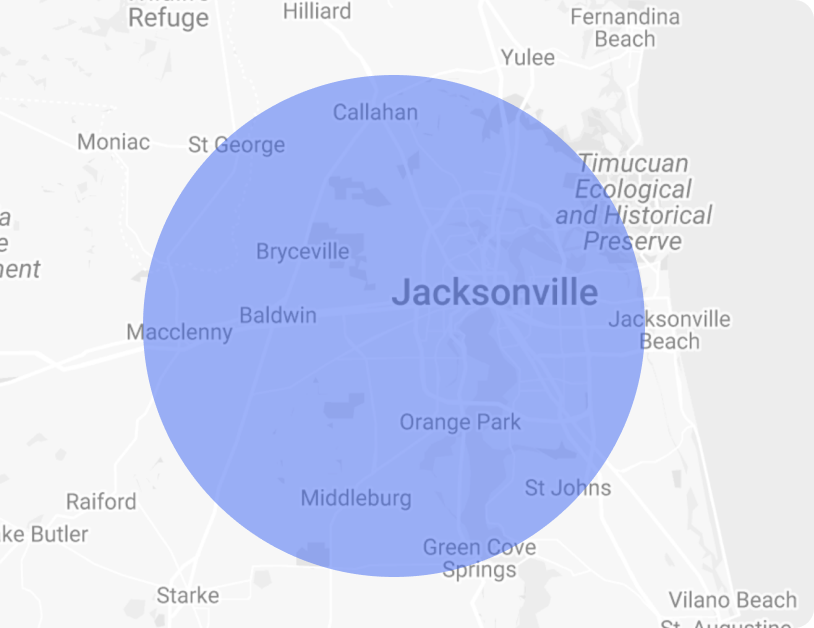 Refuge
Hilliard
Fernandina
Beach
Yulee
Callahan
Moniac
St George
Timucuan
Ecological
and Historical
Preserve
a
e
nent
Bryceville
Jacksonville
Baldwin
Macclenny
Jacksonville
Beach
Orange Park
St Johns
Middleburg
Raiford
ke Butler
Green Cove
Springs
Starke
Vilano Beach
St. Augustine